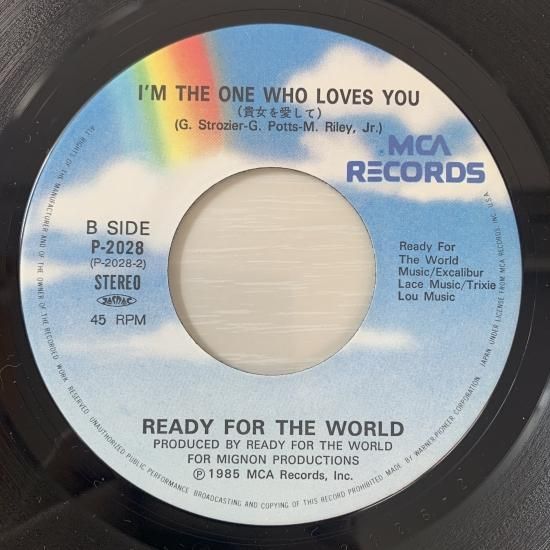 I'M THE ONE WHO LOVES YOU
(貴女を愛して)
(G. Strozier-G. Potts-M. Riley, Jr.)
MCA
RECORDS
B SIDE
P-2028
(P-2028-2)
STEREO
JASRAC
45 RPM
Ready For
The World
Music/Excalibur
Lace Music/Trixie
Lou Music
READY FOR THE WORLD
PRODUCED BY READY FOR THE WORLD
FOR MIGNON PRODUCTIONS
Ⓟ 1985 MCA Records, Inc.
ALL RIGHTS OF THE MANUFACTURER AND OF THE OWNER OF THE RECORDED WORK RESERVED UNAUTHORIZED PUBLIC PERFORMANCE BROADCASTING AND COPYING OF THIS RECORD PROHIBITED MADE BY WARNER-PIONEER CORPORATION, JAPAN UNDER LICENSE FROM MCA RECORDS INC. U.S.A.